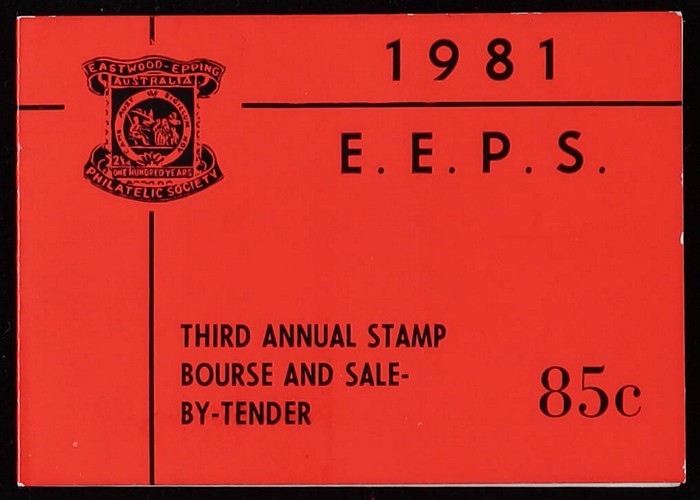 1981
E.E.P.S.
EASTWOOD-EPPING
AUSTRALIA
ONE HUNDRED YEARS
PHILATELIC SOCIETY
THIRD ANNUAL STAMP
BOURSE AND SALE-
BY-TENDER
85c